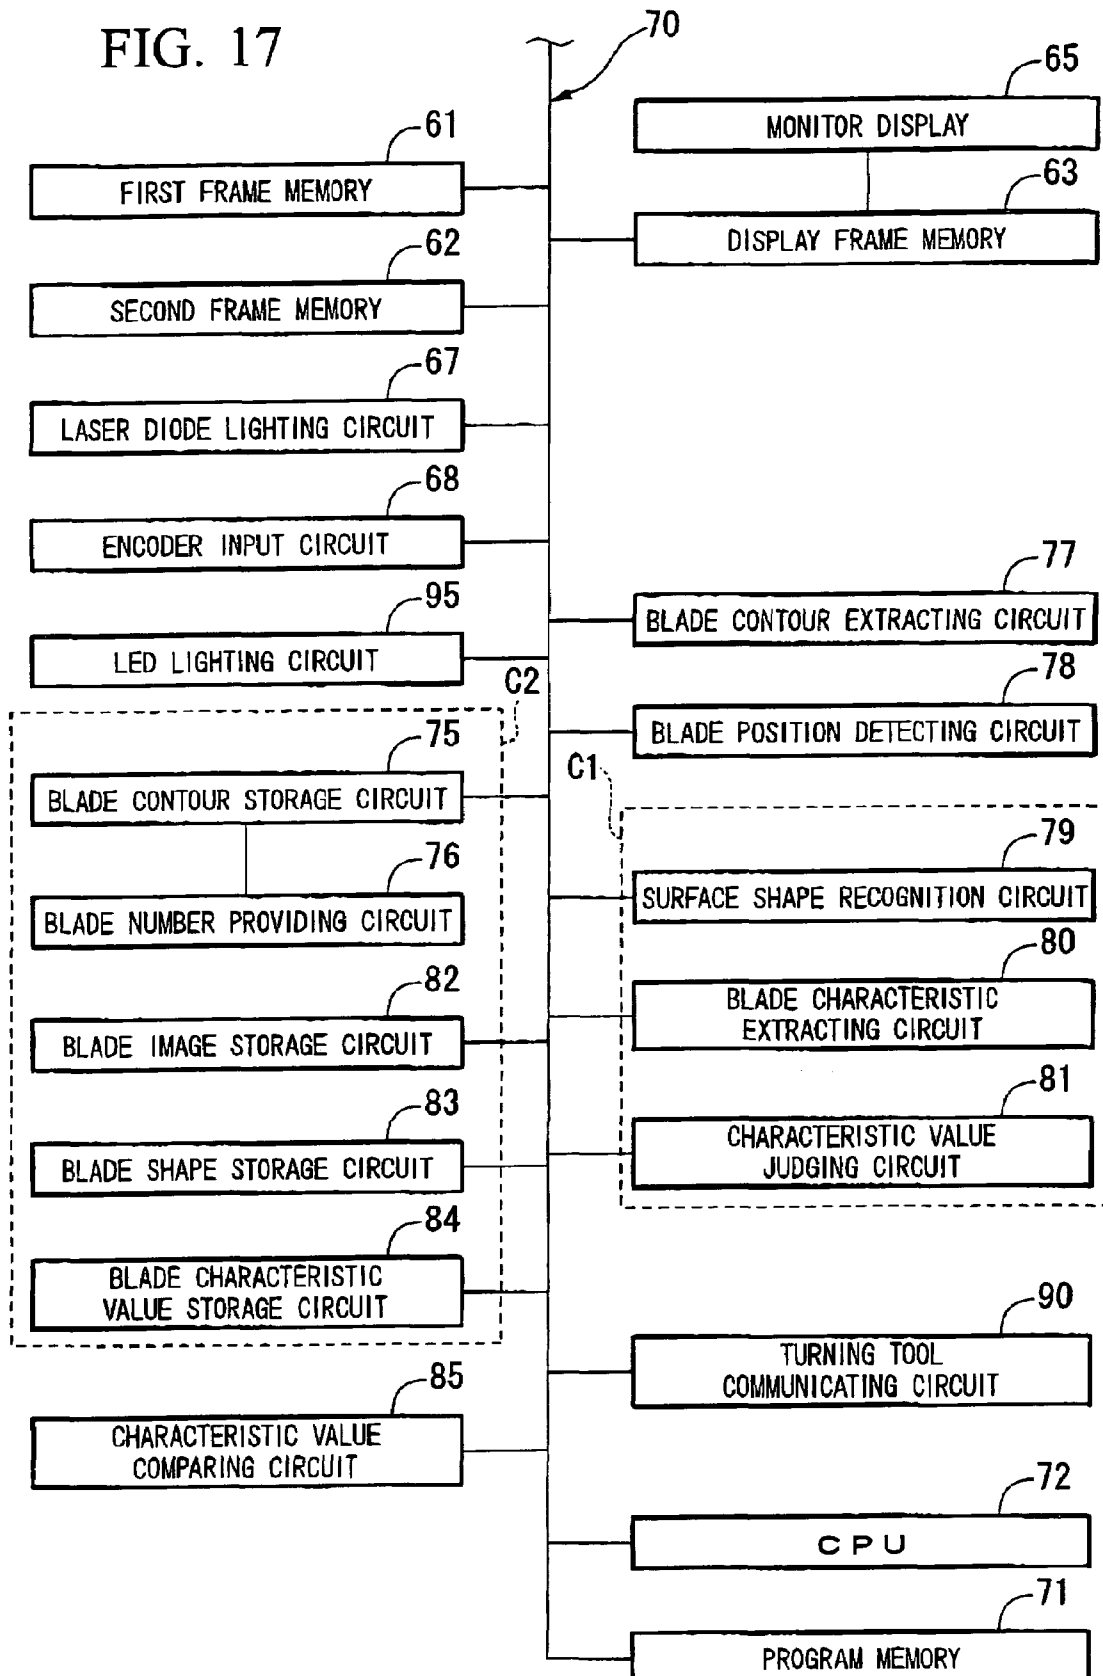 FIG. 17
70
65
MONITOR DISPLAY
61
FIRST FRAME MEMORY
63
DISPLAY FRAME MEMORY
62
SECOND FRAME MEMORY
67
LASER DIODE LIGHTING CIRCUIT
68
ENCODER INPUT CIRCUIT
77
BLADE CONTOUR EXTRACTING CIRCUIT
95
LED LIGHTING CIRCUIT
C2
78
BLADE POSITION DETECTING CIRCUIT
75
BLADE CONTOUR STORAGE CIRCUIT
C1
79
SURFACE SHAPE RECOGNITION CIRCUIT
76
BLADE NUMBER PROVIDING CIRCUIT
80
BLADE CHARACTERISTIC
EXTRACTING CIRCUIT
82
BLADE IMAGE STORAGE CIRCUIT
81
CHARACTERISTIC VALUE
JUDGING CIRCUIT
83
BLADE SHAPE STORAGE CIRCUIT
84
BLADE CHARACTERISTIC
VALUE STORAGE CIRCUIT
90
TURNING TOOL
COMMUNICATING CIRCUIT
85
CHARACTERISTIC VALUE
COMPARING CIRCUIT
72
CPU
71
PROGRAM MEMORY